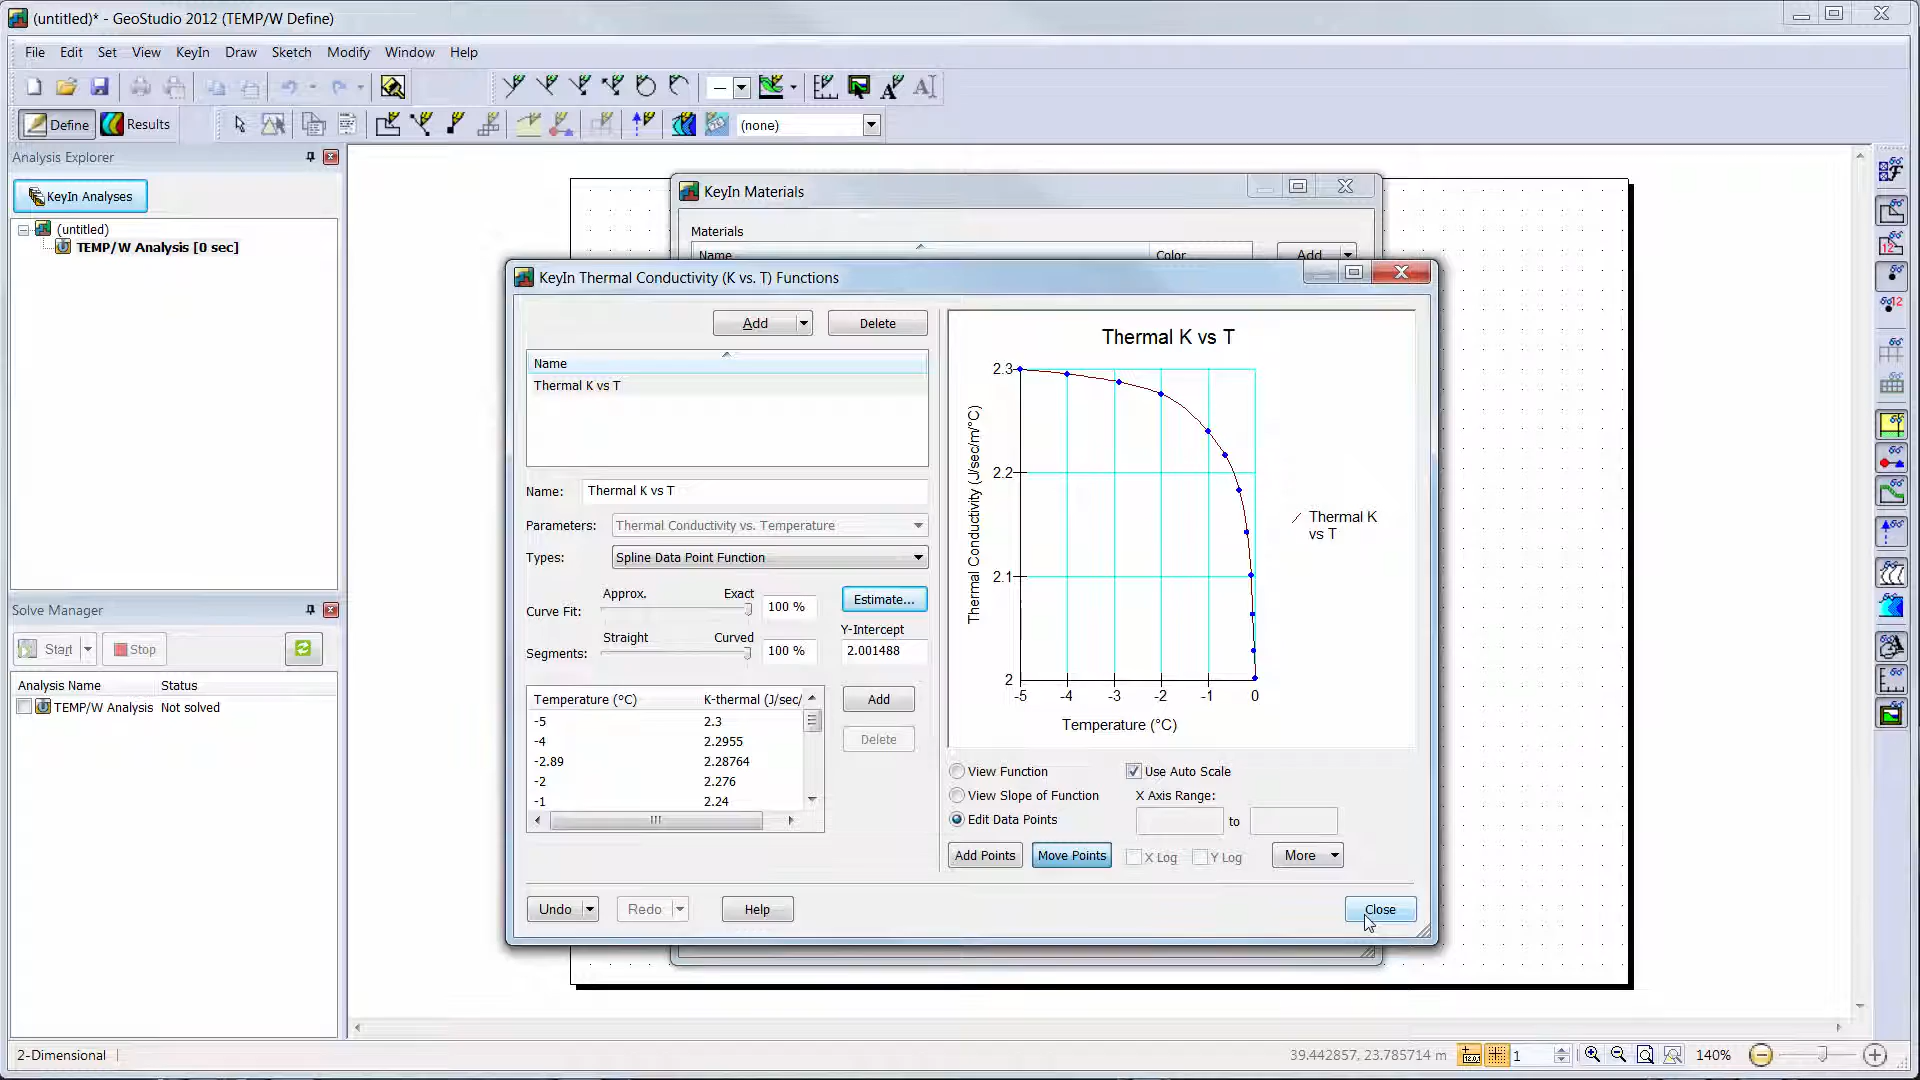 (untitled)* - GeoStudio 2012 (TEMP/W Define)
File Edit Set View KeyIn Draw Sketch Modify Window Help
Define Results (none)
Analysis Explorer
KeyIn Analyses
(untitled)
TEMP/W Analysis [0 sec]
KeyIn Materials
Materials
Name Color Add
KeyIn Thermal Conductivity (K vs. T) Functions
Add Delete
Name
Thermal K vs T
Name: Thermal K vs T
Parameters: Thermal Conductivity vs. Temperature
Types: Spline Data Point Function
Approx. Exact
Curve Fit: 100 % Estimate...
Straight Curved Y-Intercept
Segments: 100 % 2.001488
Temperature (°C) K-thermal (J/sec/ Add
-5 2.3
-4 2.2955 Delete
-2.89 2.28764
-2 2.276
-1 2.24
Thermal K vs T
2.3
2.2
2.1
2
Thermal Conductivity (J/sec/m/°C)
-5 -4 -3 -2 -1 0
Temperature (°C)
Thermal K
vs T
View Function Use Auto Scale
View Slope of Function X Axis Range:
Edit Data Points to
Add Points Move Points X Log Y Log More
Undo Redo Help Close
Solve Manager
Start Stop
Analysis Name Status
TEMP/W Analysis Not solved
12
12
2-Dimensional 39.442857, 23.785714 m 1 140%